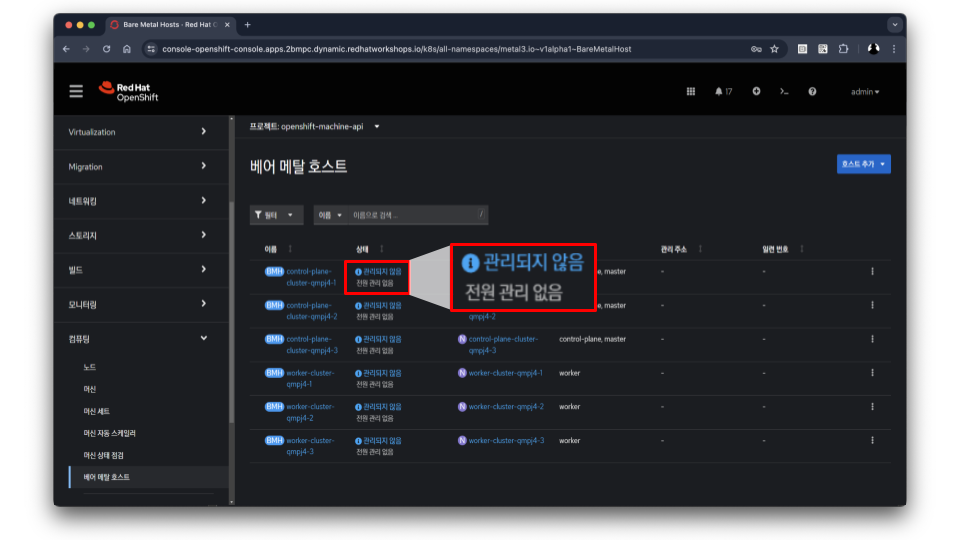 Bare Metal Hosts · Red Hat O
console-openshift-console.apps.2bmpc.dynamic.redhatworkshops.io/k8s/all-namespaces/metal3.io~v1alpha1~BareMetalHost
Red Hat
OpenShift
17
admin
Virtualization
Migration
네트워킹
스토리지
빌드
모니터링
컴퓨팅
노드
머신
머신 세트
머신 자동 스케일러
머신 상태 점검
베어 메탈 호스트
프로젝트: openshift-machine-api
베어 메탈 호스트
호스트 추가
필터
이름
이름으로 검색 ...
/
이름 상태 관리 주소 일련 번호
BMH control-plane-cluster-qmpj4-1 관리되지 않음 전원 관리 없음 e, master - -
관리되지 않음
전원 관리 없음
BMH control-plane-cluster-qmpj4-2 관리되지 않음 전원 관리 없음 qmpj4-2 e, master - -
BMH control-plane-cluster-qmpj4-3 관리되지 않음 전원 관리 없음 N control-plane-cluster-qmpj4-3 control-plane, master - -
BMH worker-cluster-qmpj4-1 관리되지 않음 전원 관리 없음 N worker-cluster-qmpj4-1 worker - -
BMH worker-cluster-qmpj4-2 관리되지 않음 전원 관리 없음 N worker-cluster-qmpj4-2 worker - -
BMH worker-cluster-qmpj4-3 관리되지 않음 전원 관리 없음 N worker-cluster-qmpj4-3 worker - -